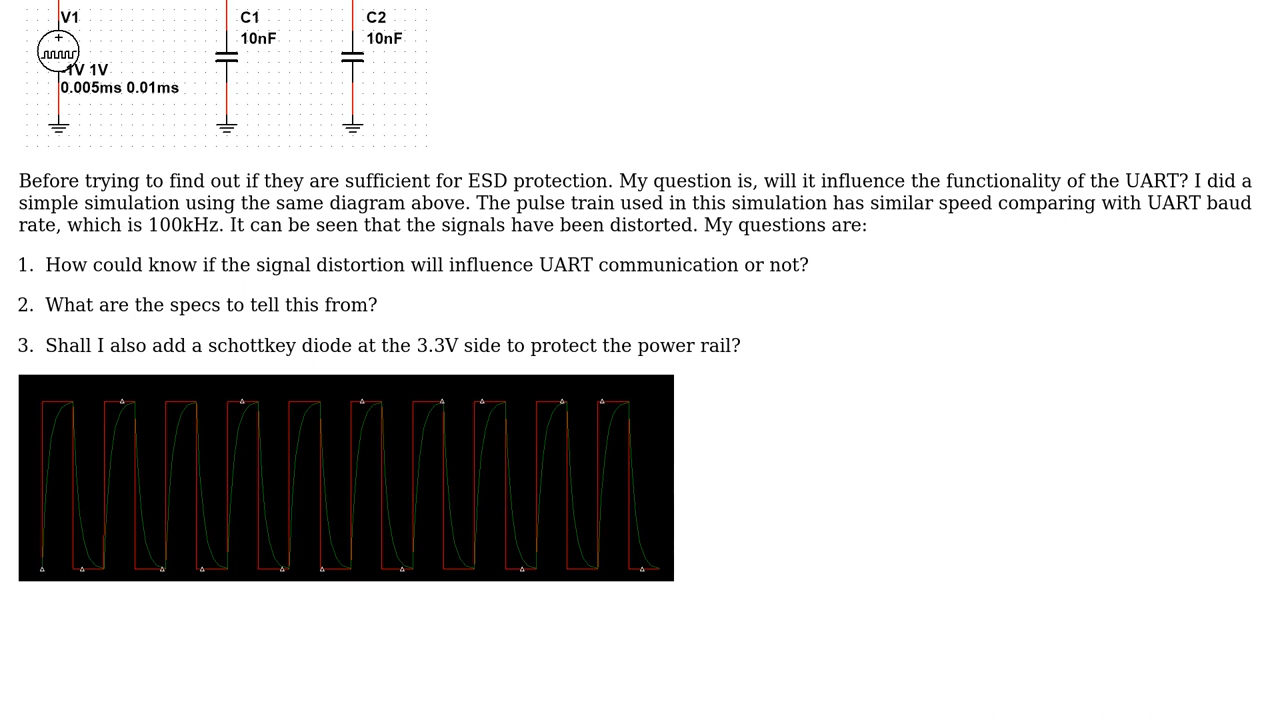 V1
C1
C2
10nF
10nF
-1V 1V
0.005ms 0.01ms
Before trying to find out if they are sufficient for ESD protection. My question is, will it influence the functionality of the UART? I did a
simple simulation using the same diagram above. The pulse train used in this simulation has similar speed comparing with UART baud
rate, which is 100kHz. It can be seen that the signals have been distorted. My questions are:
1. How could know if the signal distortion will influence UART communication or not?
2. What are the specs to tell this from?
3. Shall I also add a schottkey diode at the 3.3V side to protect the power rail?